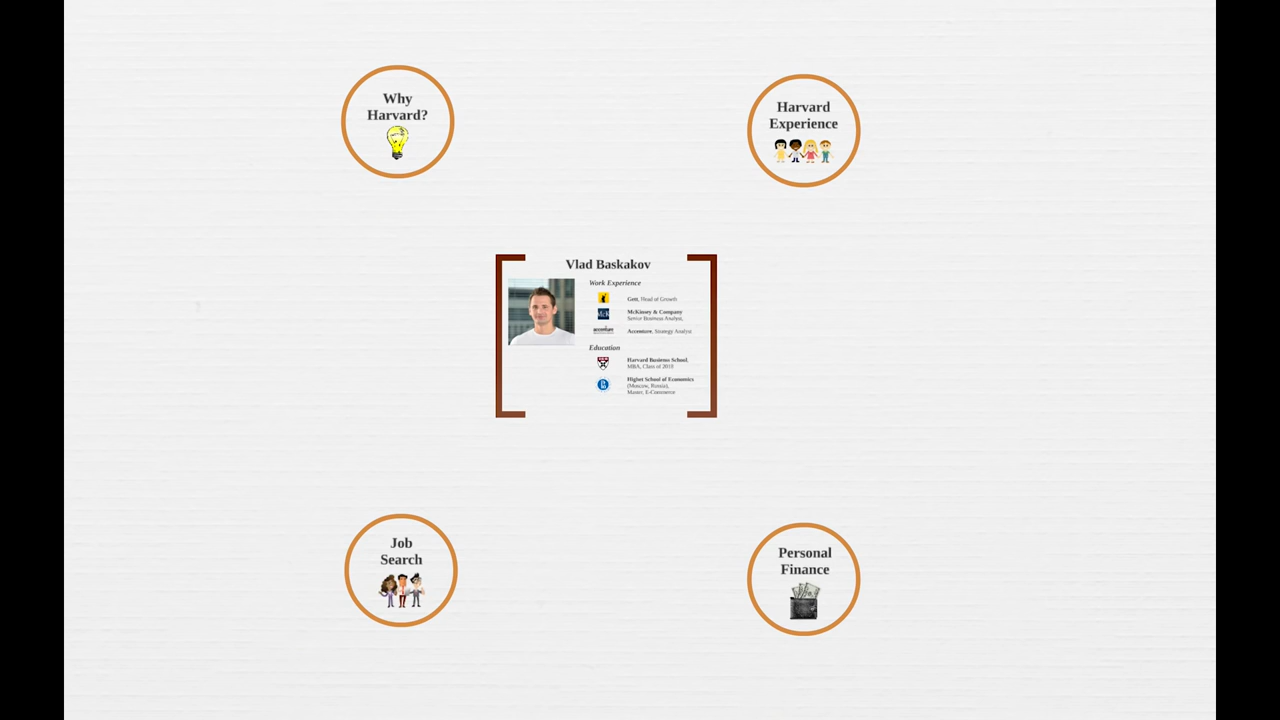 Why
Harvard?
Harvard
Experience
Vlad Baskakov
Work Experience
Gett, Head of Growth
McK
McKinsey & Company
Senior Business Analyst,
accenture
Accenture, Strategy Analyst
Education
Harvard Business School,
MBA, Class of 2018
Higher School of Economics
(Moscow, Russia),
Master, E-Commerce
Job
Search
Personal
Finance